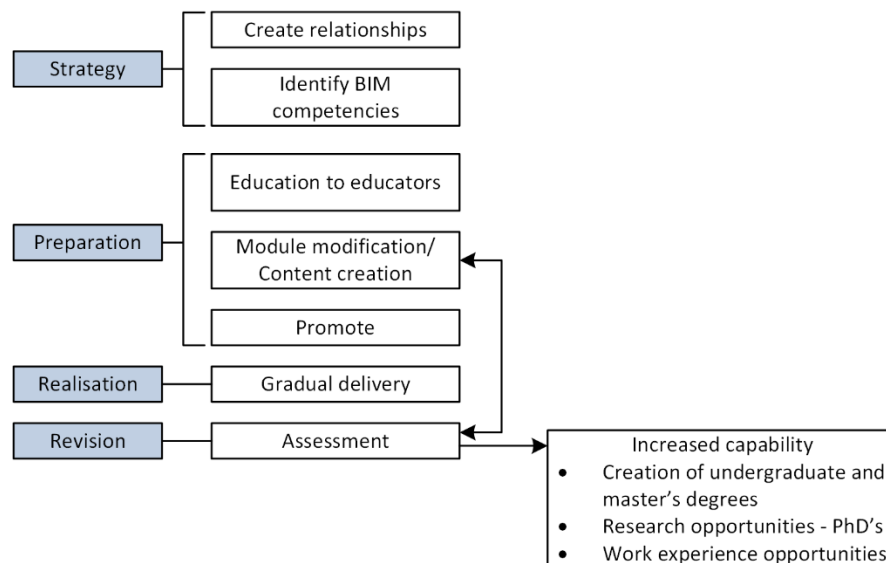 Create relationships
Strategy
Identify BIM
competencies
Education to educators
Preparation
Module modification/
Content creation
Promote
Realisation
Gradual delivery
Revision
Assessment
Increased capability
• Creation of undergraduate and
master’s degrees
• Research opportunities - PhD’s
• Work experience opportunities